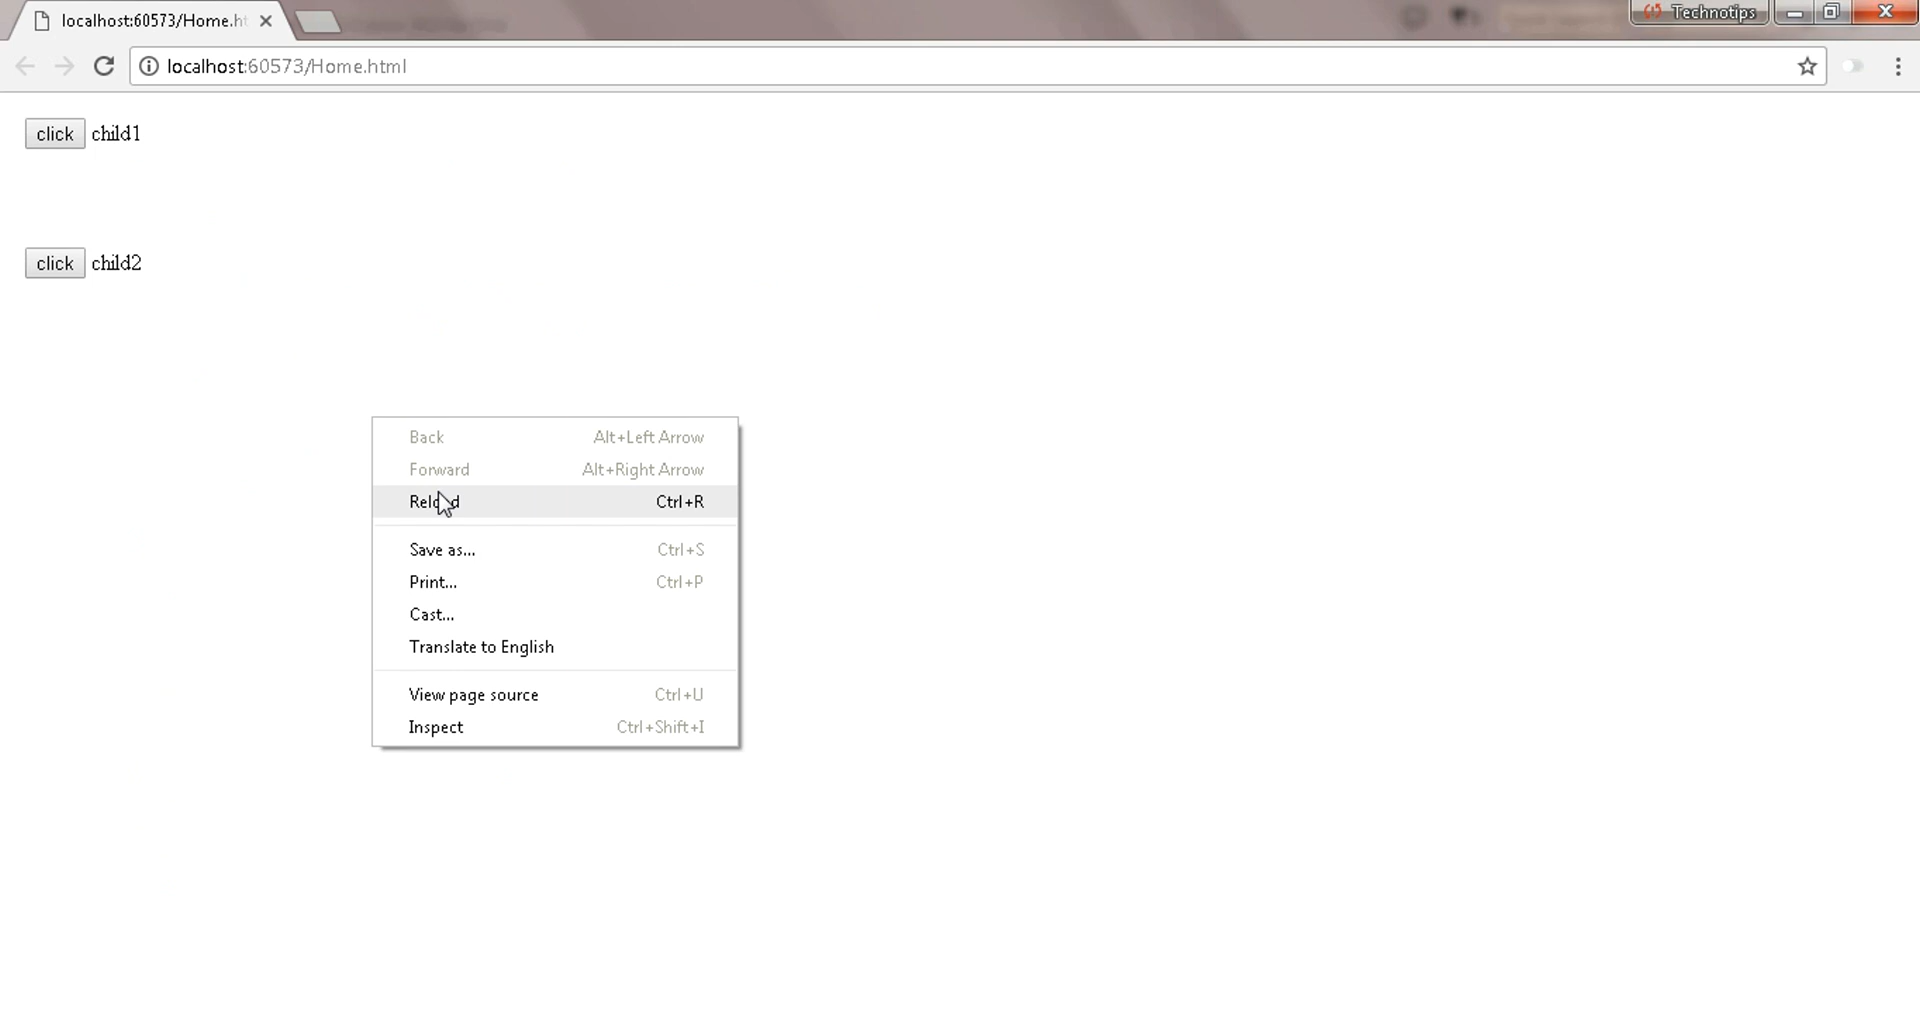 localhost:60573/Home.ht
Technotips
localhost:60573/Home.html
click child1
click child2
Back Alt+Left Arrow
Forward Alt+Right Arrow
Reload Ctrl+R
Save as... Ctrl+S
Print... Ctrl+P
Cast...
Translate to English
View page source Ctrl+U
Inspect Ctrl+Shift+I